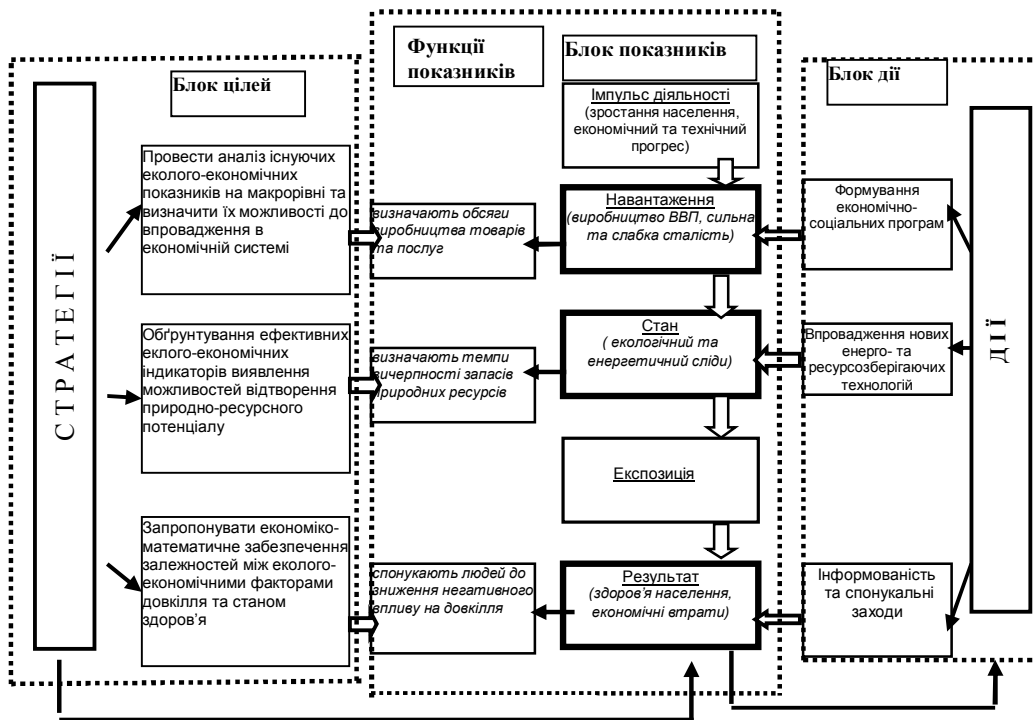 СТРАТЕГІЇ
Блок цілей
Провести аналіз існуючих
еколого-економічних
показників на макрорівні та
визначити їх можливості до
впровадження в
економічній системі
Обґрунтування ефективних
еклого-економічних
індикаторів виявлення
можливостей відтворення
природно-ресурсного
потенціалу
Запропонувати економіко-
математичне забезпечення
залежностей між еколого-
економічними факторами
довкілля та станом
здоров’я
Функції
показників
визначають обсяги
виробництва товарів
та послуг
визначають темпи
вичерпності запасів
природних ресурсів
спонукають людей до
зниження негативного
впливу на довкілля
Блок показників
Імпульс діяльності
(зростання населення,
економічний та технічний
прогрес)
Навантаження
(виробництво ВВП, сильна
та слабка сталість)
Стан
( екологічний та
енергетичний сліди)
Експозиція
Результат
(здоров’я населення,
економічні втрати)
Блок дії
Формування
економічно-
соціальних програм
Впровадження нових
енерго- та
ресурсозберігаючих
технологій
Інформованість
та спонукальні
заходи
ДІЇ